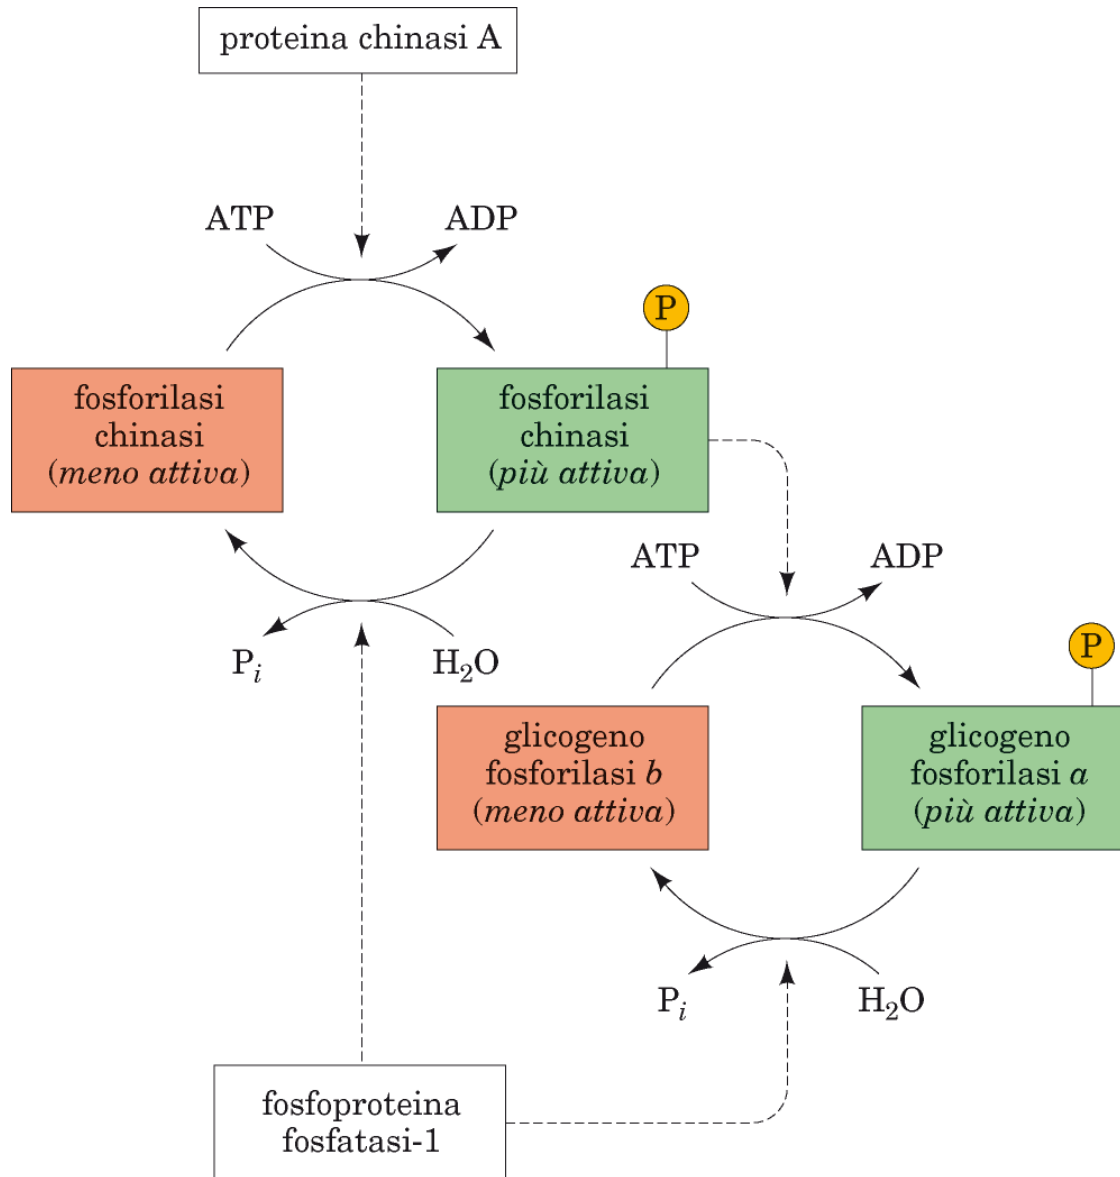 proteina chinasi A
ATP
ADP
P
fosforilasi
chinasi
(meno attiva)
fosforilasi
chinasi
(più attiva)
ATP
ADP
Pᵢ
H₂O
P
glicogeno
fosforilasi b
(meno attiva)
glicogeno
fosforilasi a
(più attiva)
Pᵢ
H₂O
fosfoproteina
fosfatasi-1